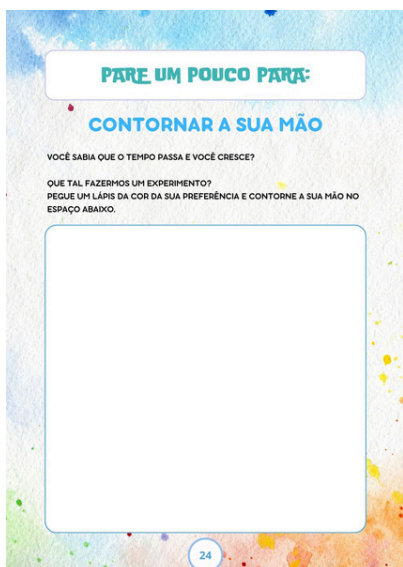 PARE UM POUCO PARA:
CONTORNAR A SUA MÃO
VOCÊ SABIA QUE O TEMPO PASSA E VOCÊ CRESCE?
QUE TAL FAZERMOS UM EXPERIMENTO?
PEGUE UM LÁPIS DA COR DA SUA PREFERÊNCIA E CONTORNE A SUA MÃO NO
ESPAÇO ABAIXO.
24